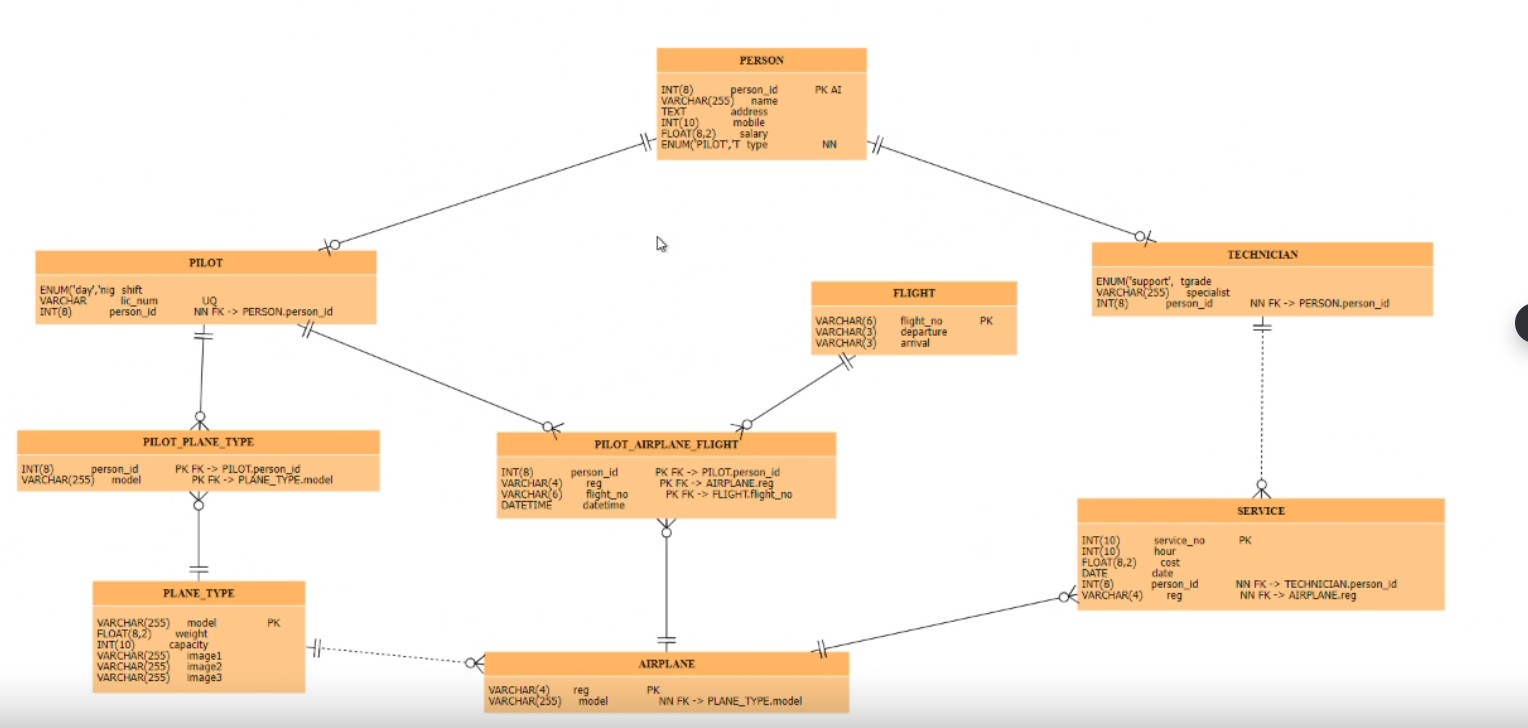 PERSON
INT(8) person_id PK AI
VARCHAR(255) name
TEXT address
INT(10) mobile
FLOAT(8,2) salary
ENUM('PILOT','T type NN
PILOT
ENUM('day','nig shift
VARCHAR lic_num UQ
INT(8) person_id NN FK -> PERSON.person_id
TECHNICIAN
ENUM('support', tgrade
VARCHAR(255) specialist
INT(8) person_id NN FK -> PERSON.person_id
FLIGHT
VARCHAR(6) flight_no PK
VARCHAR(3) departure
VARCHAR(3) arrival
PILOT_PLANE_TYPE
INT(8) person_id PK FK -> PILOT.person_id
VARCHAR(255) model PK FK -> PLANE_TYPE.model
PILOT_AIRPLANE_FLIGHT
INT(8) person_id PK FK -> PILOT.person_id
VARCHAR(4) reg PK FK -> AIRPLANE.reg
VARCHAR(6) flight_no PK FK -> FLIGHT.flight_no
DATETIME datetime
SERVICE
INT(10) service_no PK
INT(10) hour
FLOAT(8,2) cost
DATE date
INT(8) person_id NN FK -> TECHNICIAN.person_id
VARCHAR(4) reg NN FK -> AIRPLANE.reg
PLANE_TYPE
VARCHAR(255) model PK
FLOAT(8,2) weight
INT(10) capacity
VARCHAR(255) image1
VARCHAR(255) image2
VARCHAR(255) image3
AIRPLANE
VARCHAR(4) reg PK
VARCHAR(255) model NN FK -> PLANE_TYPE.model